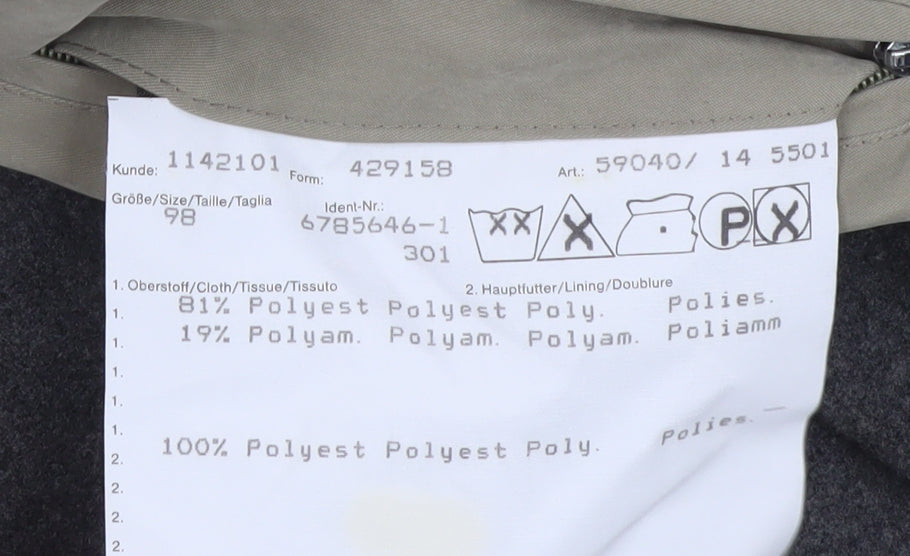 Kunde: 1142101 Form: 429158 Art.: 59040/ 14 5501
Größe/Size/Taille/Taglia Ident-Nr.:
98 6785646-1
301
XX X P X
1. Oberstoff/Cloth/Tissue/Tissuto 2. Hauptfutter/Lining/Doublure
1. 81% Polyest Polyest Poly. Polies.
1. 19% Polyam. Polyam. Polyam. Poliamm
1.
1.
1.
2. 100% Polyest Polyest Poly. Polies.
2.
2.
2.